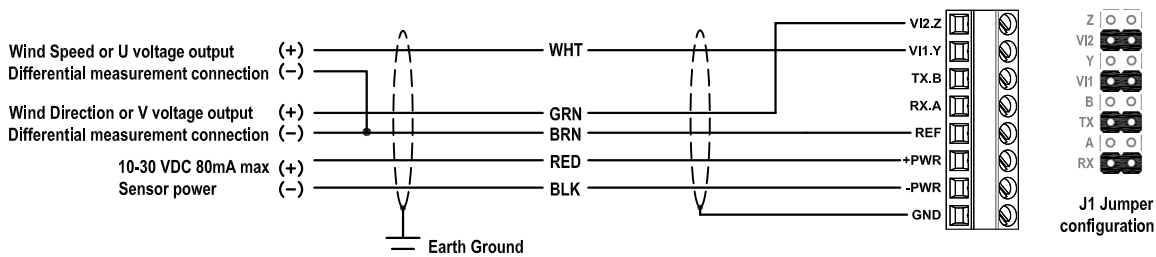 Wind Speed or U voltage output (+)
Differential measurement connection (−)
Wind Direction or V voltage output (+)
Differential measurement connection (−)
10-30 VDC 80mA max (+)
Sensor power (−)
Earth Ground
WHT
GRN
BRN
RED
BLK
VI2.Z
VI1.Y
TX.B
RX.A
REF
+PWR
-PWR
GND
Z
VI2
Y
VI1
B
TX
A
RX
J1 Jumper
configuration